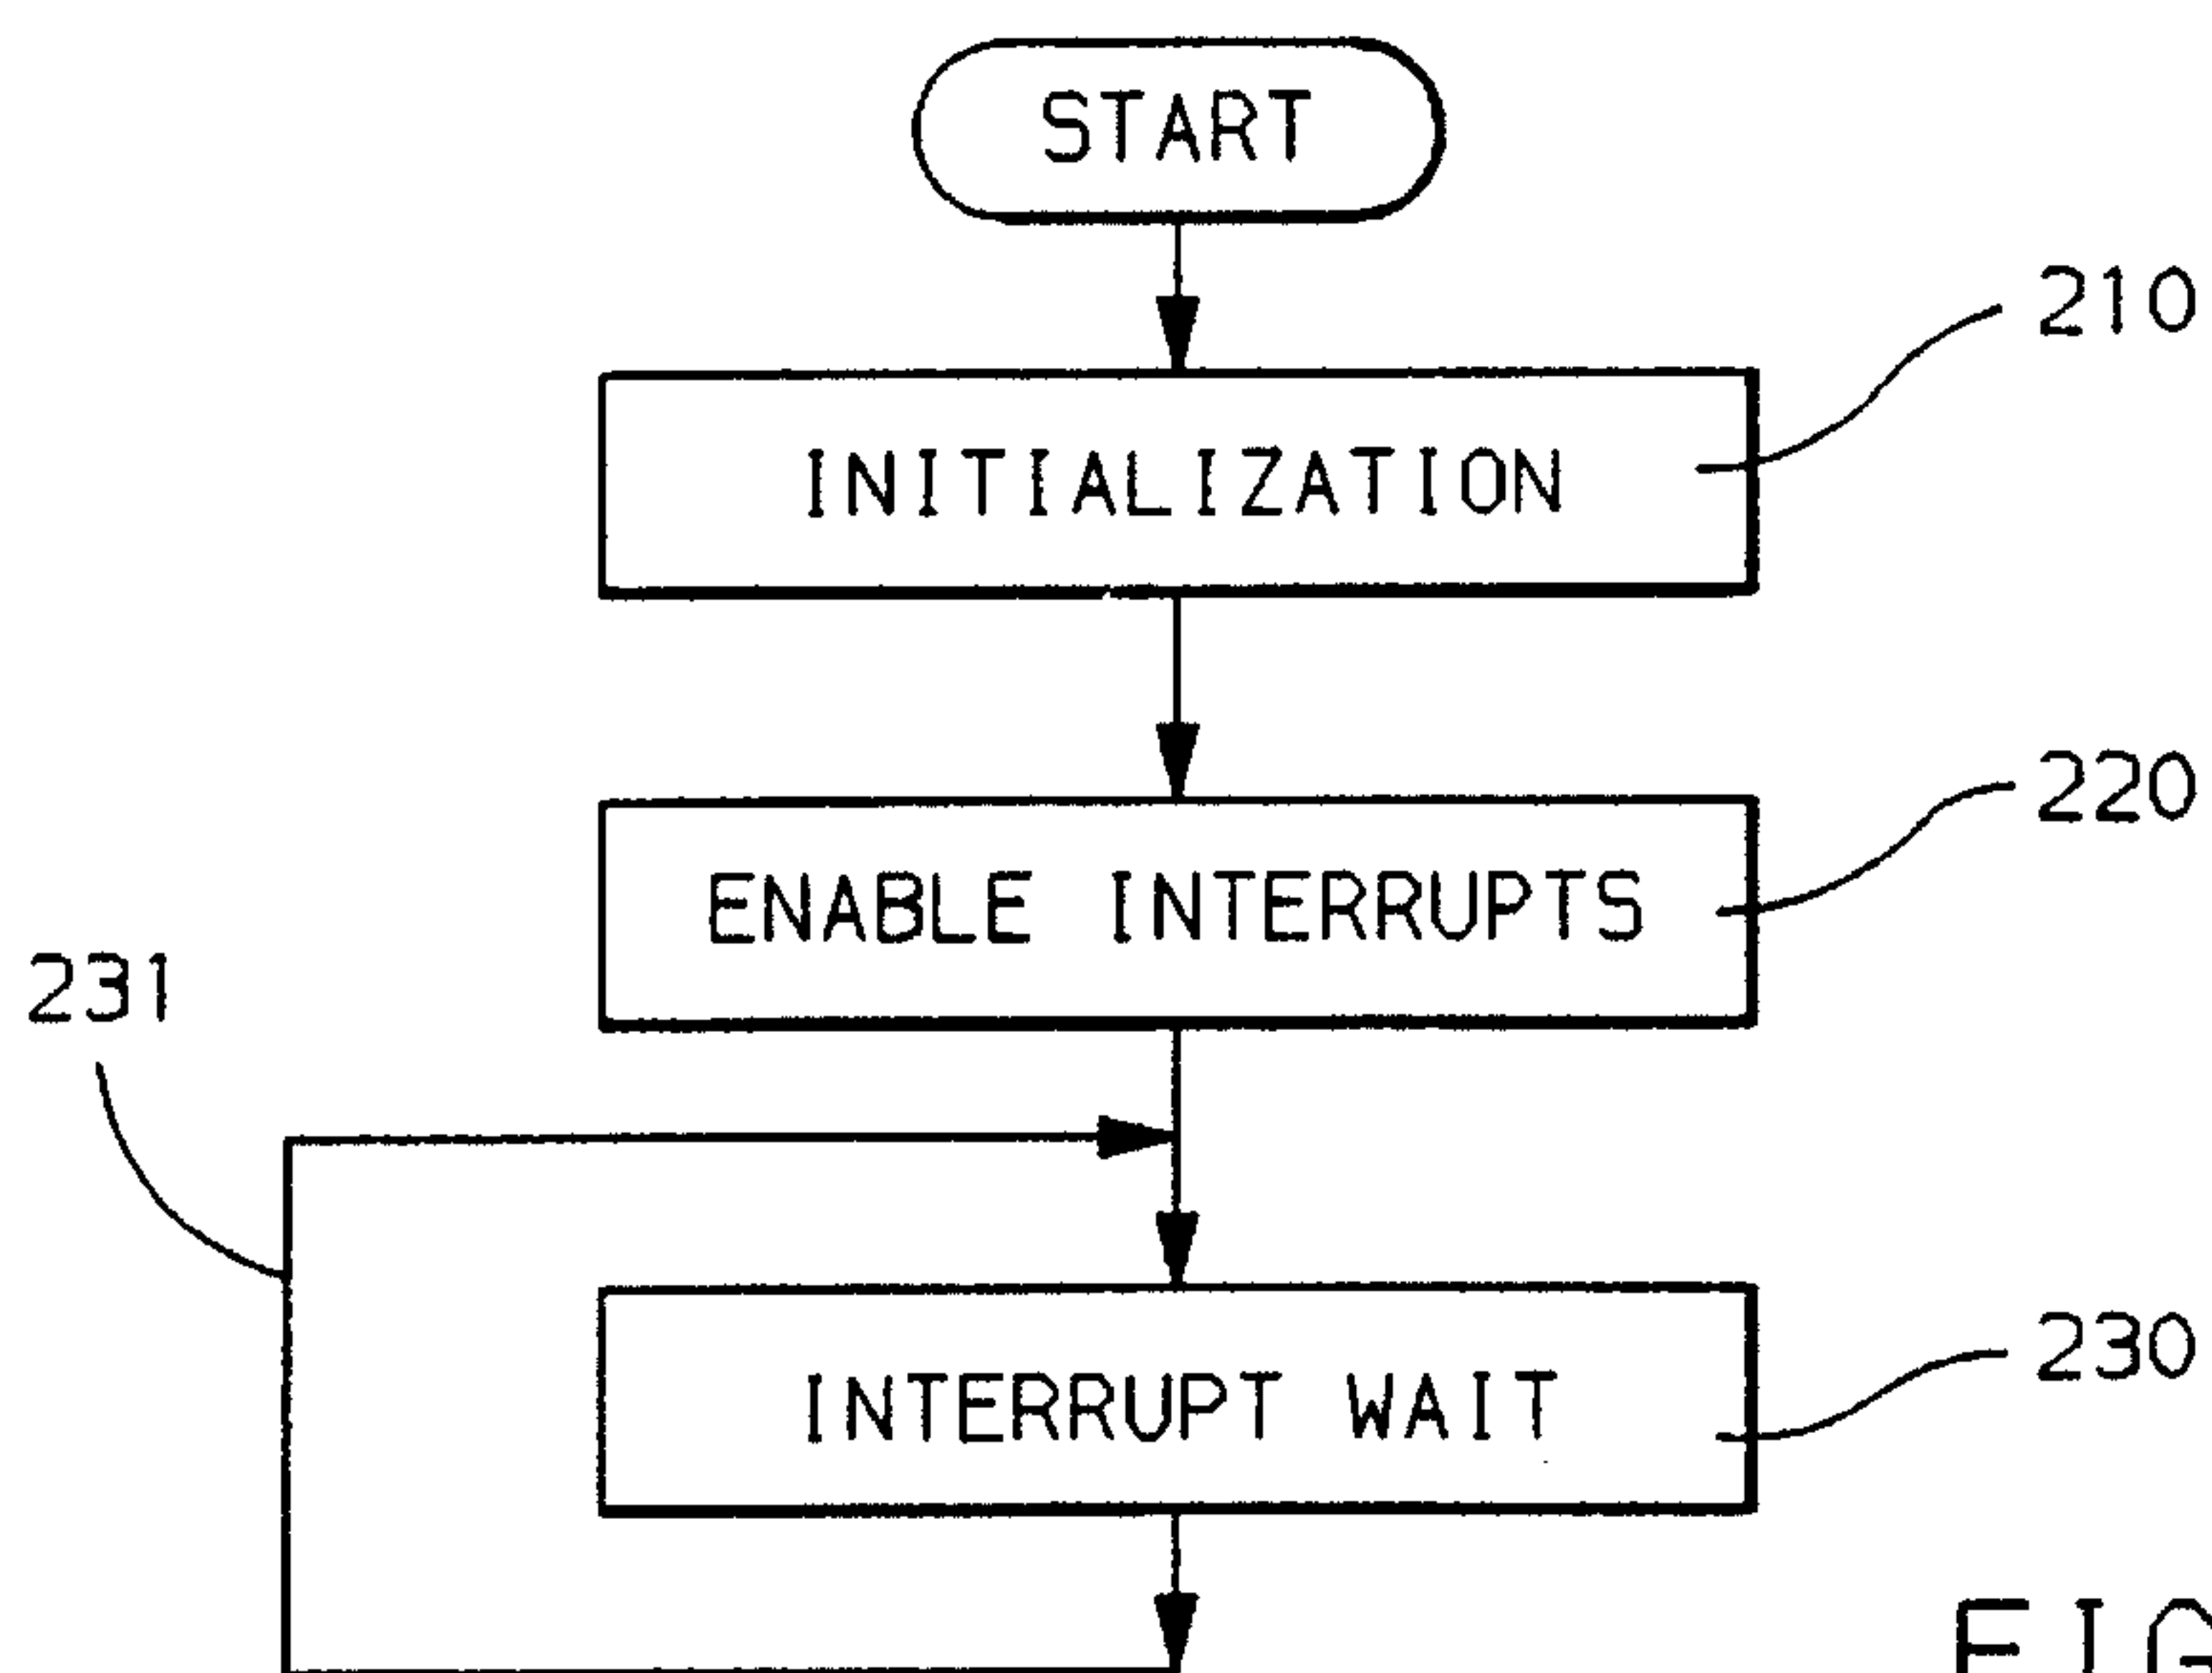 START
210
INITIALIZATION
220
ENABLE INTERRUPTS
231
230
INTERRUPT WAIT